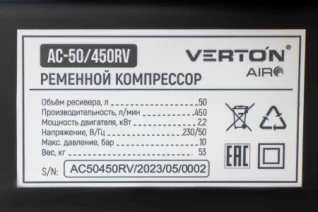 AC-50/450RV
VERTON
AIR
РЕМЕННОЙ КОМПРЕССОР
Объём ресивера, л 50
Производительность, л/мин 450
Мощность двигателя, кВт 2,2
Напряжение, В/Гц 230/50
Макс. давление, бар 10
Вес, кг 53
EAC
S/N: AC50450RV/2023/05/0002